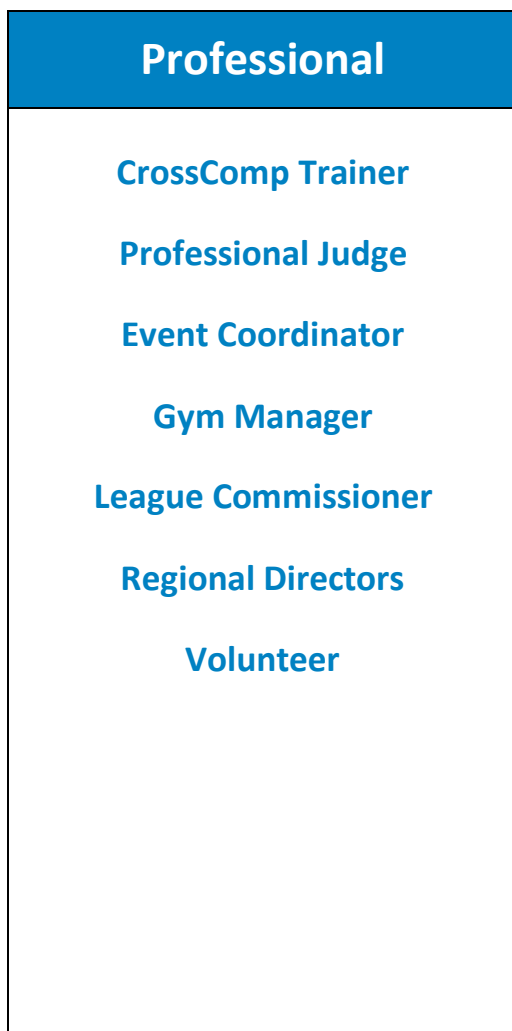 Professional
CrossComp Trainer
Professional Judge
Event Coordinator
Gym Manager
League Commissioner
Regional Directors
Volunteer